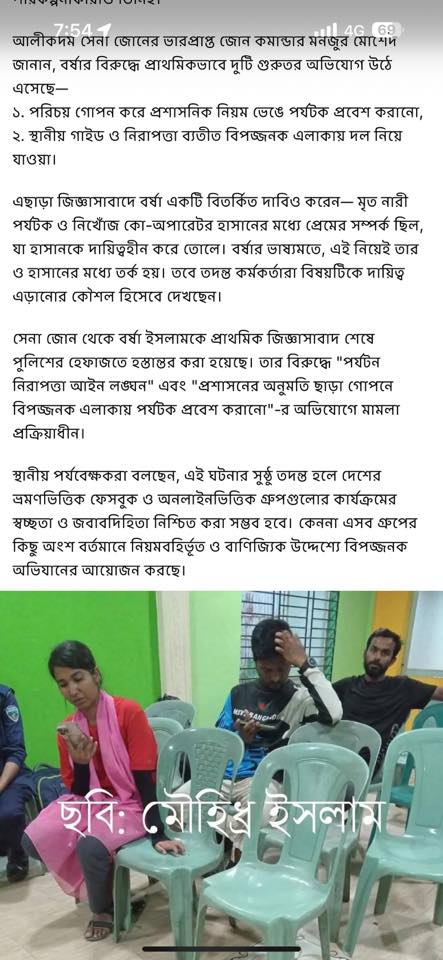 7:54
4G 69
আলীকদম সেনা জোনের ভারপ্রাপ্ত জোন কমান্ডার মনজুর মোর্শেদ
জানান, বর্ষার বিরুদ্ধে প্রাথমিকভাবে দুটি গুরুতর অভিযোগ উঠে
এসেছে—
১. পরিচয় গোপন করে প্রশাসনিক নিয়ম ভেঙে পর্যটক প্রবেশ করানো,
২. স্থানীয় গাইড ও নিরাপত্তা ব্যতীত বিপজ্জনক এলাকায় দল নিয়ে
যাওয়া।
এছাড়া জিজ্ঞাসাবাদে বর্ষা একটি বিতর্কিত দাবিও করেন— মৃত নারী
পর্যটক ও নিখোঁজ কো-অপারেটর হাসানের মধ্যে প্রেমের সম্পর্ক ছিল,
যা হাসানকে দায়িত্বহীন করে তোলে। বর্ষার ভাষ্যমতে, এই নিয়েই তার
ও হাসানের মধ্যে তর্ক হয়। তবে তদন্ত কর্মকর্তারা বিষয়টিকে দায়িত্ব
এড়ানোর কৌশল হিসেবে দেখছেন।
সেনা জোন থেকে বর্ষা ইসলামকে প্রাথমিক জিজ্ঞাসাবাদ শেষে
পুলিশের হেফাজতে হস্তান্তর করা হয়েছে। তার বিরুদ্ধে "পর্যটন
নিরাপত্তা আইন লঙ্ঘন" এবং "প্রশাসনের অনুমতি ছাড়া গোপনে
বিপজ্জনক এলাকায় পর্যটক প্রবেশ করানো"-র অভিযোগে মামলা
প্রক্রিয়াধীন।
স্থানীয় পর্যবেক্ষকরা বলছেন, এই ঘটনার সুষ্ঠু তদন্ত হলে দেশের
ভ্রমণভিত্তিক ফেসবুক ও অনলাইনভিত্তিক গ্রুপগুলোর কার্যক্রমের
স্বচ্ছতা ও জবাবদিহিতা নিশ্চিত করা সম্ভব হবে। কেননা এসব গ্রুপের
কিছু অংশ বর্তমানে নিয়মবহির্ভূত ও বাণিজ্যিক উদ্দেশ্যে বিপজ্জনক
অভিযানের আয়োজন করছে।
ছবি: মৌহিধ্র ইসলাম